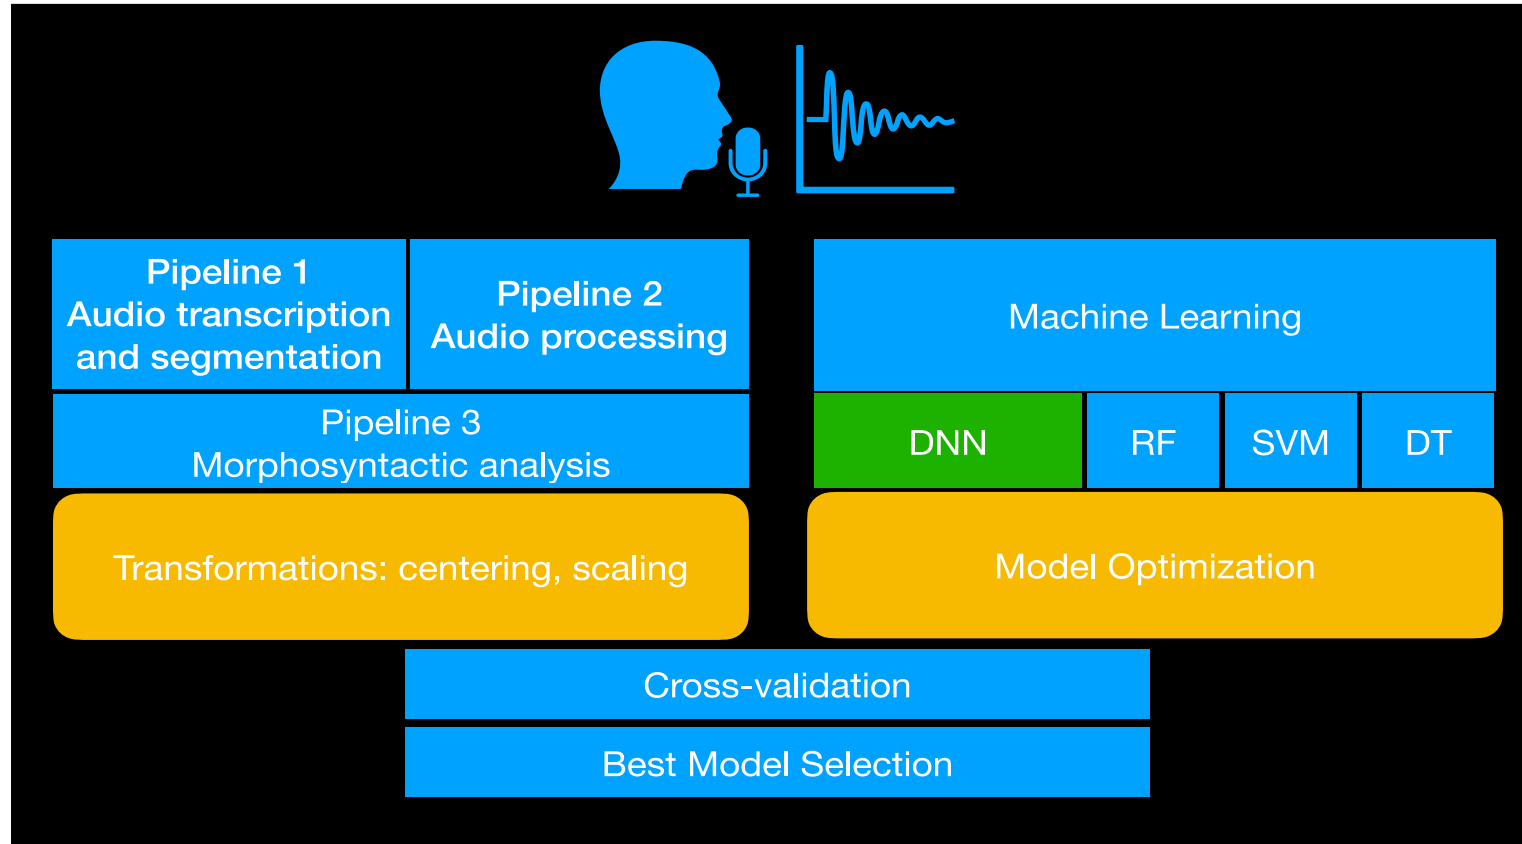 Pipeline 1
Audio transcription
and segmentation
Pipeline 2
Audio processing
Pipeline 3
Morphosyntactic analysis
Transformations: centering, scaling
Machine Learning
DNN
RF
SVM
DT
Model Optimization
Cross-validation
Best Model Selection